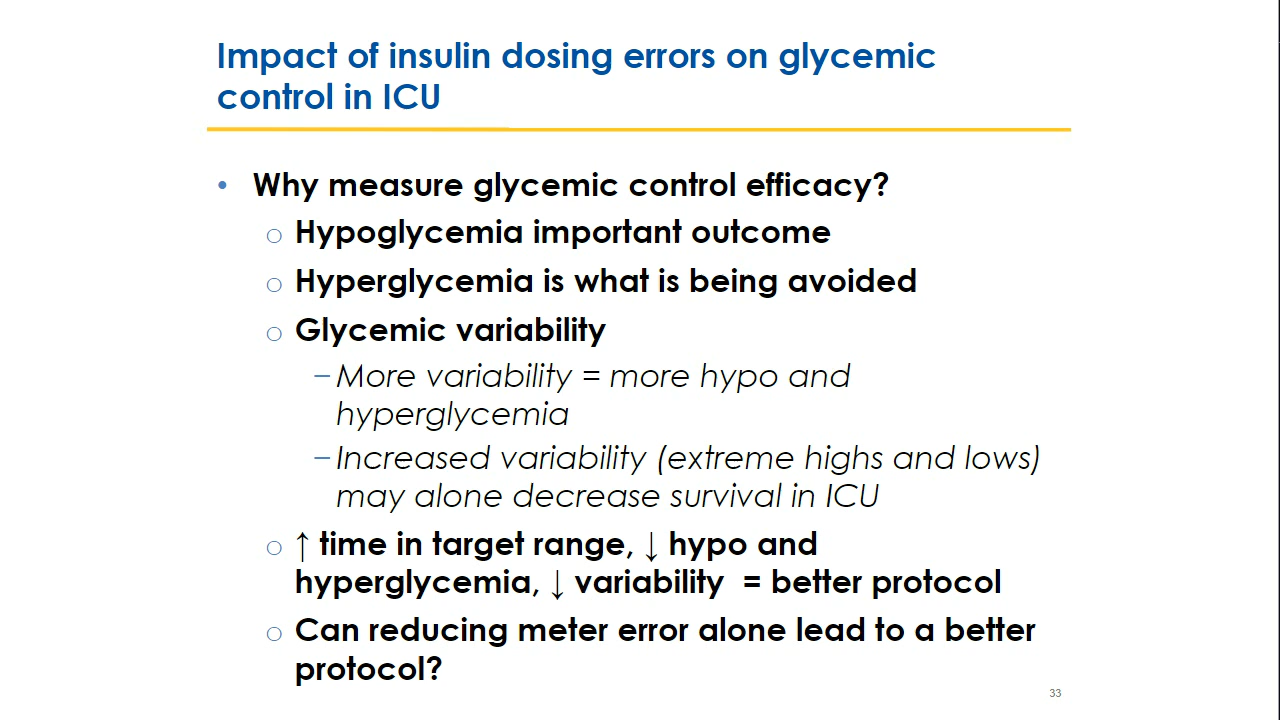 Impact of insulin dosing errors on glycemic
control in ICU
• Why measure glycemic control efficacy?
○ Hypoglycemia important outcome
○ Hyperglycemia is what is being avoided
○ Glycemic variability
– More variability = more hypo and
hyperglycemia
– Increased variability (extreme highs and lows)
may alone decrease survival in ICU
○ ↑ time in target range, ↓ hypo and
hyperglycemia, ↓ variability = better protocol
○ Can reducing meter error alone lead to a better
protocol?
33